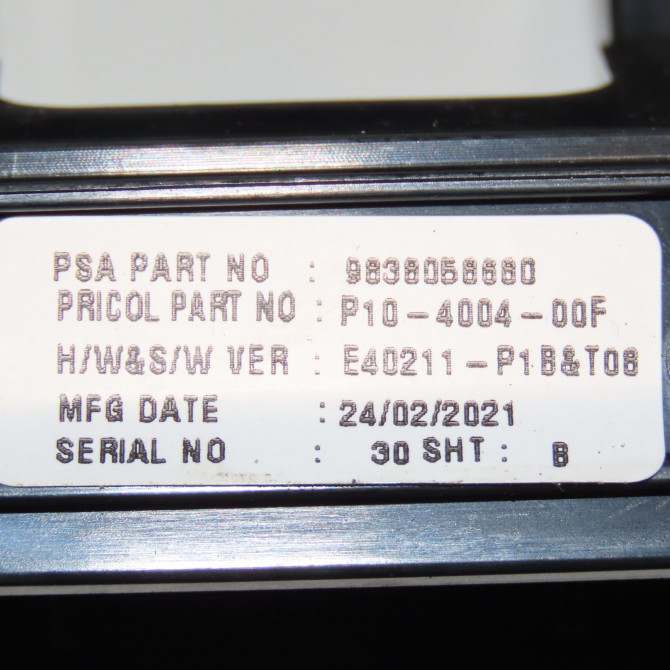 PSA PART NO : 9838058680
PRICOL PART NO : P10-4004-00F
H/W&S/W VER : E40211-P1B&T08
MFG DATE : 24/02/2021
SERIAL NO : 30 SHT : B